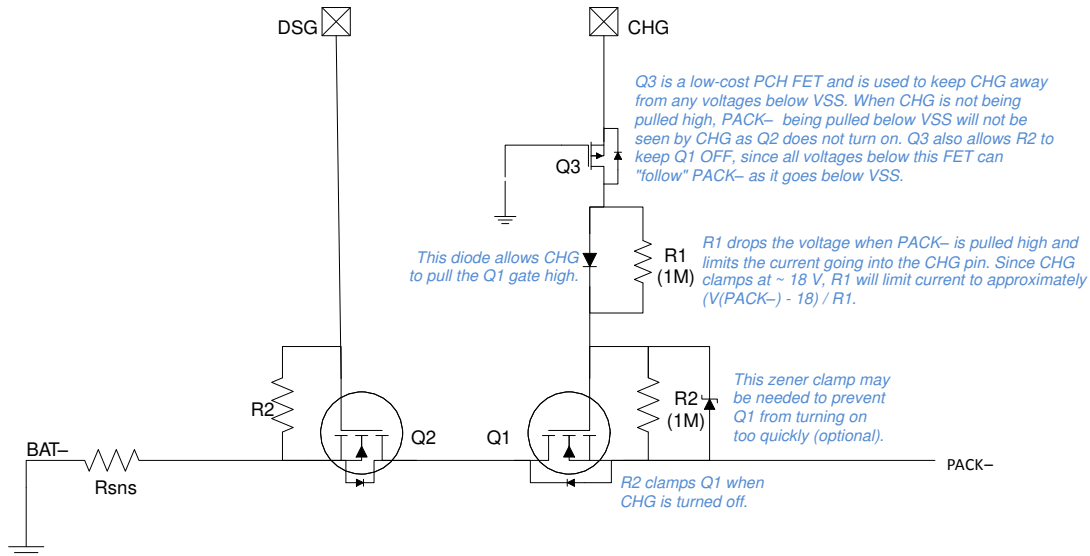 DSG
CHG
Q3 is a low-cost PCH FET and is used to keep CHG away
from any voltages below VSS. When CHG is not being
pulled high, PACK– being pulled below VSS will not be
seen by CHG as Q2 does not turn on. Q3 also allows R2 to
keep Q1 OFF, since all voltages below this FET can
"follow" PACK– as it goes below VSS.
Q3
This diode allows CHG
to pull the Q1 gate high.
R1
(1M)
R1 drops the voltage when PACK– is pulled high and
limits the current going into the CHG pin. Since CHG
clamps at ~ 18 V, R1 will limit current to approximately
(V(PACK–) - 18) / R1.
R2
Q2
Q1
R2
(1M)
This zener clamp may
be needed to prevent
Q1 from turning on
too quickly (optional).
BAT–
Rsns
R2 clamps Q1 when
CHG is turned off.
PACK–